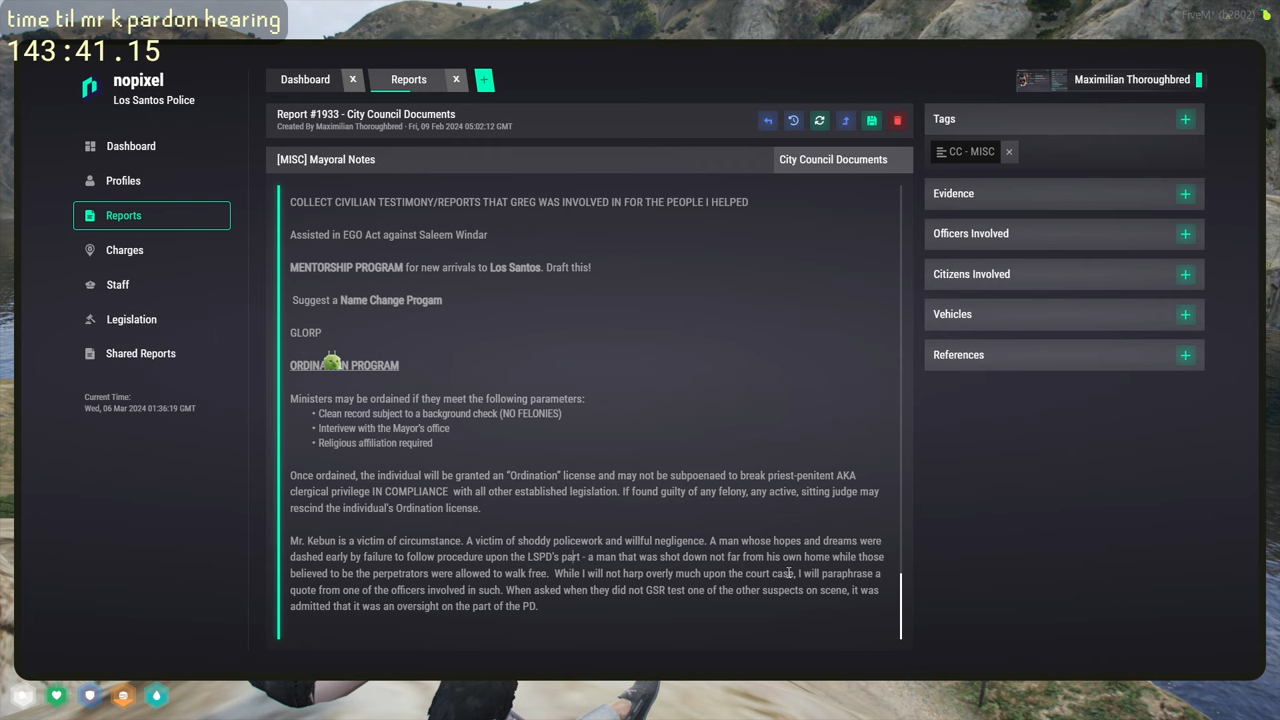 time til mr k pardon hearing
143:41.15
FiveM* (b2802)
nopixel
Los Santos Police
Dashboard
Profiles
Reports
Charges
Staff
Legislation
Shared Reports
Current Time:
Wed, 06 Mar 2024 01:36:19 GMT
Dashboard x Reports x +
Maximilian Thoroughbred
Report #1933 - City Council Documents
Created By Maximilian Thoroughbred · Fri, 09 Feb 2024 05:02:12 GMT
[MISC] Mayoral Notes
City Council Documents
COLLECT CIVILIAN TESTIMONY/REPORTS THAT GREG WAS INVOLVED IN FOR THE PEOPLE I HELPED
Assisted in EGO Act against Saleem Windar
MENTORSHIP PROGRAM for new arrivals to Los Santos. Draft this!
Suggest a Name Change Progam
GLORP
PROGRAM
Ministers may be ordained if they meet the following parameters:
• Clean record subject to a background check (NO FELONIES)
• Interivew with the Mayor's office
• Religious affiliation required
Once ordained, the individual will be granted an "Ordination" license and may not be subpoenaed to break priest-penitent AKA
clergical privilege IN COMPLIANCE with all other established legislation. If found guilty of any felony, any active, sitting judge may
rescind the individual's Ordination license.
Mr. Kebun is a victim of circumstance. A victim of shoddy policework and willful negligence. A man whose hopes and dreams were
dashed early by failure to follow procedure upon the LSPD's part - a man that was shot down not far from his own home while those
believed to be the perpetrators were allowed to walk free. While I will not harp overly much upon the court case, I will paraphrase a
quote from one of the officers involved in such. When asked when they did not GSR test one of the other suspects on scene, it was
admitted that it was an oversight on the part of the PD.
Tags +
CC - MISC x
Evidence +
Officers Involved +
Citizens Involved +
Vehicles +
References +